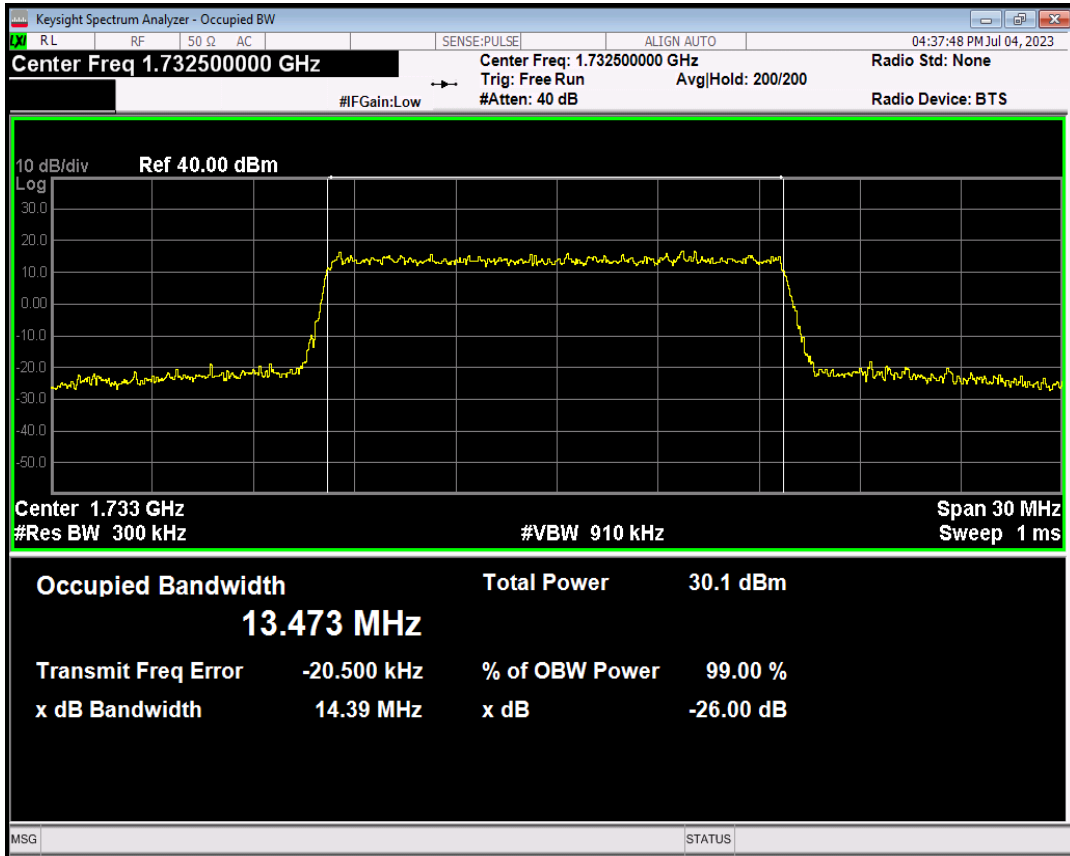 Keysight Spectrum Analyzer - Occupied BW
LXI RL RF 50 Ω AC SENSE:PULSE ALIGN AUTO 04:37:48 PM Jul 04, 2023
Center Freq 1.732500000 GHz Center Freq: 1.732500000 GHz Radio Std: None
Trig: Free Run Avg|Hold: 200/200
#IFGain:Low #Atten: 40 dB Radio Device: BTS
10 dB/div Ref 40.00 dBm
Log
30.0
20.0
10.0
0.00
-10.0
-20.0
-30.0
-40.0
-50.0
Center 1.733 GHz Span 30 MHz
#Res BW 300 kHz #VBW 910 kHz Sweep 1 ms
Occupied Bandwidth Total Power 30.1 dBm
13.473 MHz
Transmit Freq Error -20.500 kHz % of OBW Power 99.00 %
x dB Bandwidth 14.39 MHz x dB -26.00 dB
MSG STATUS